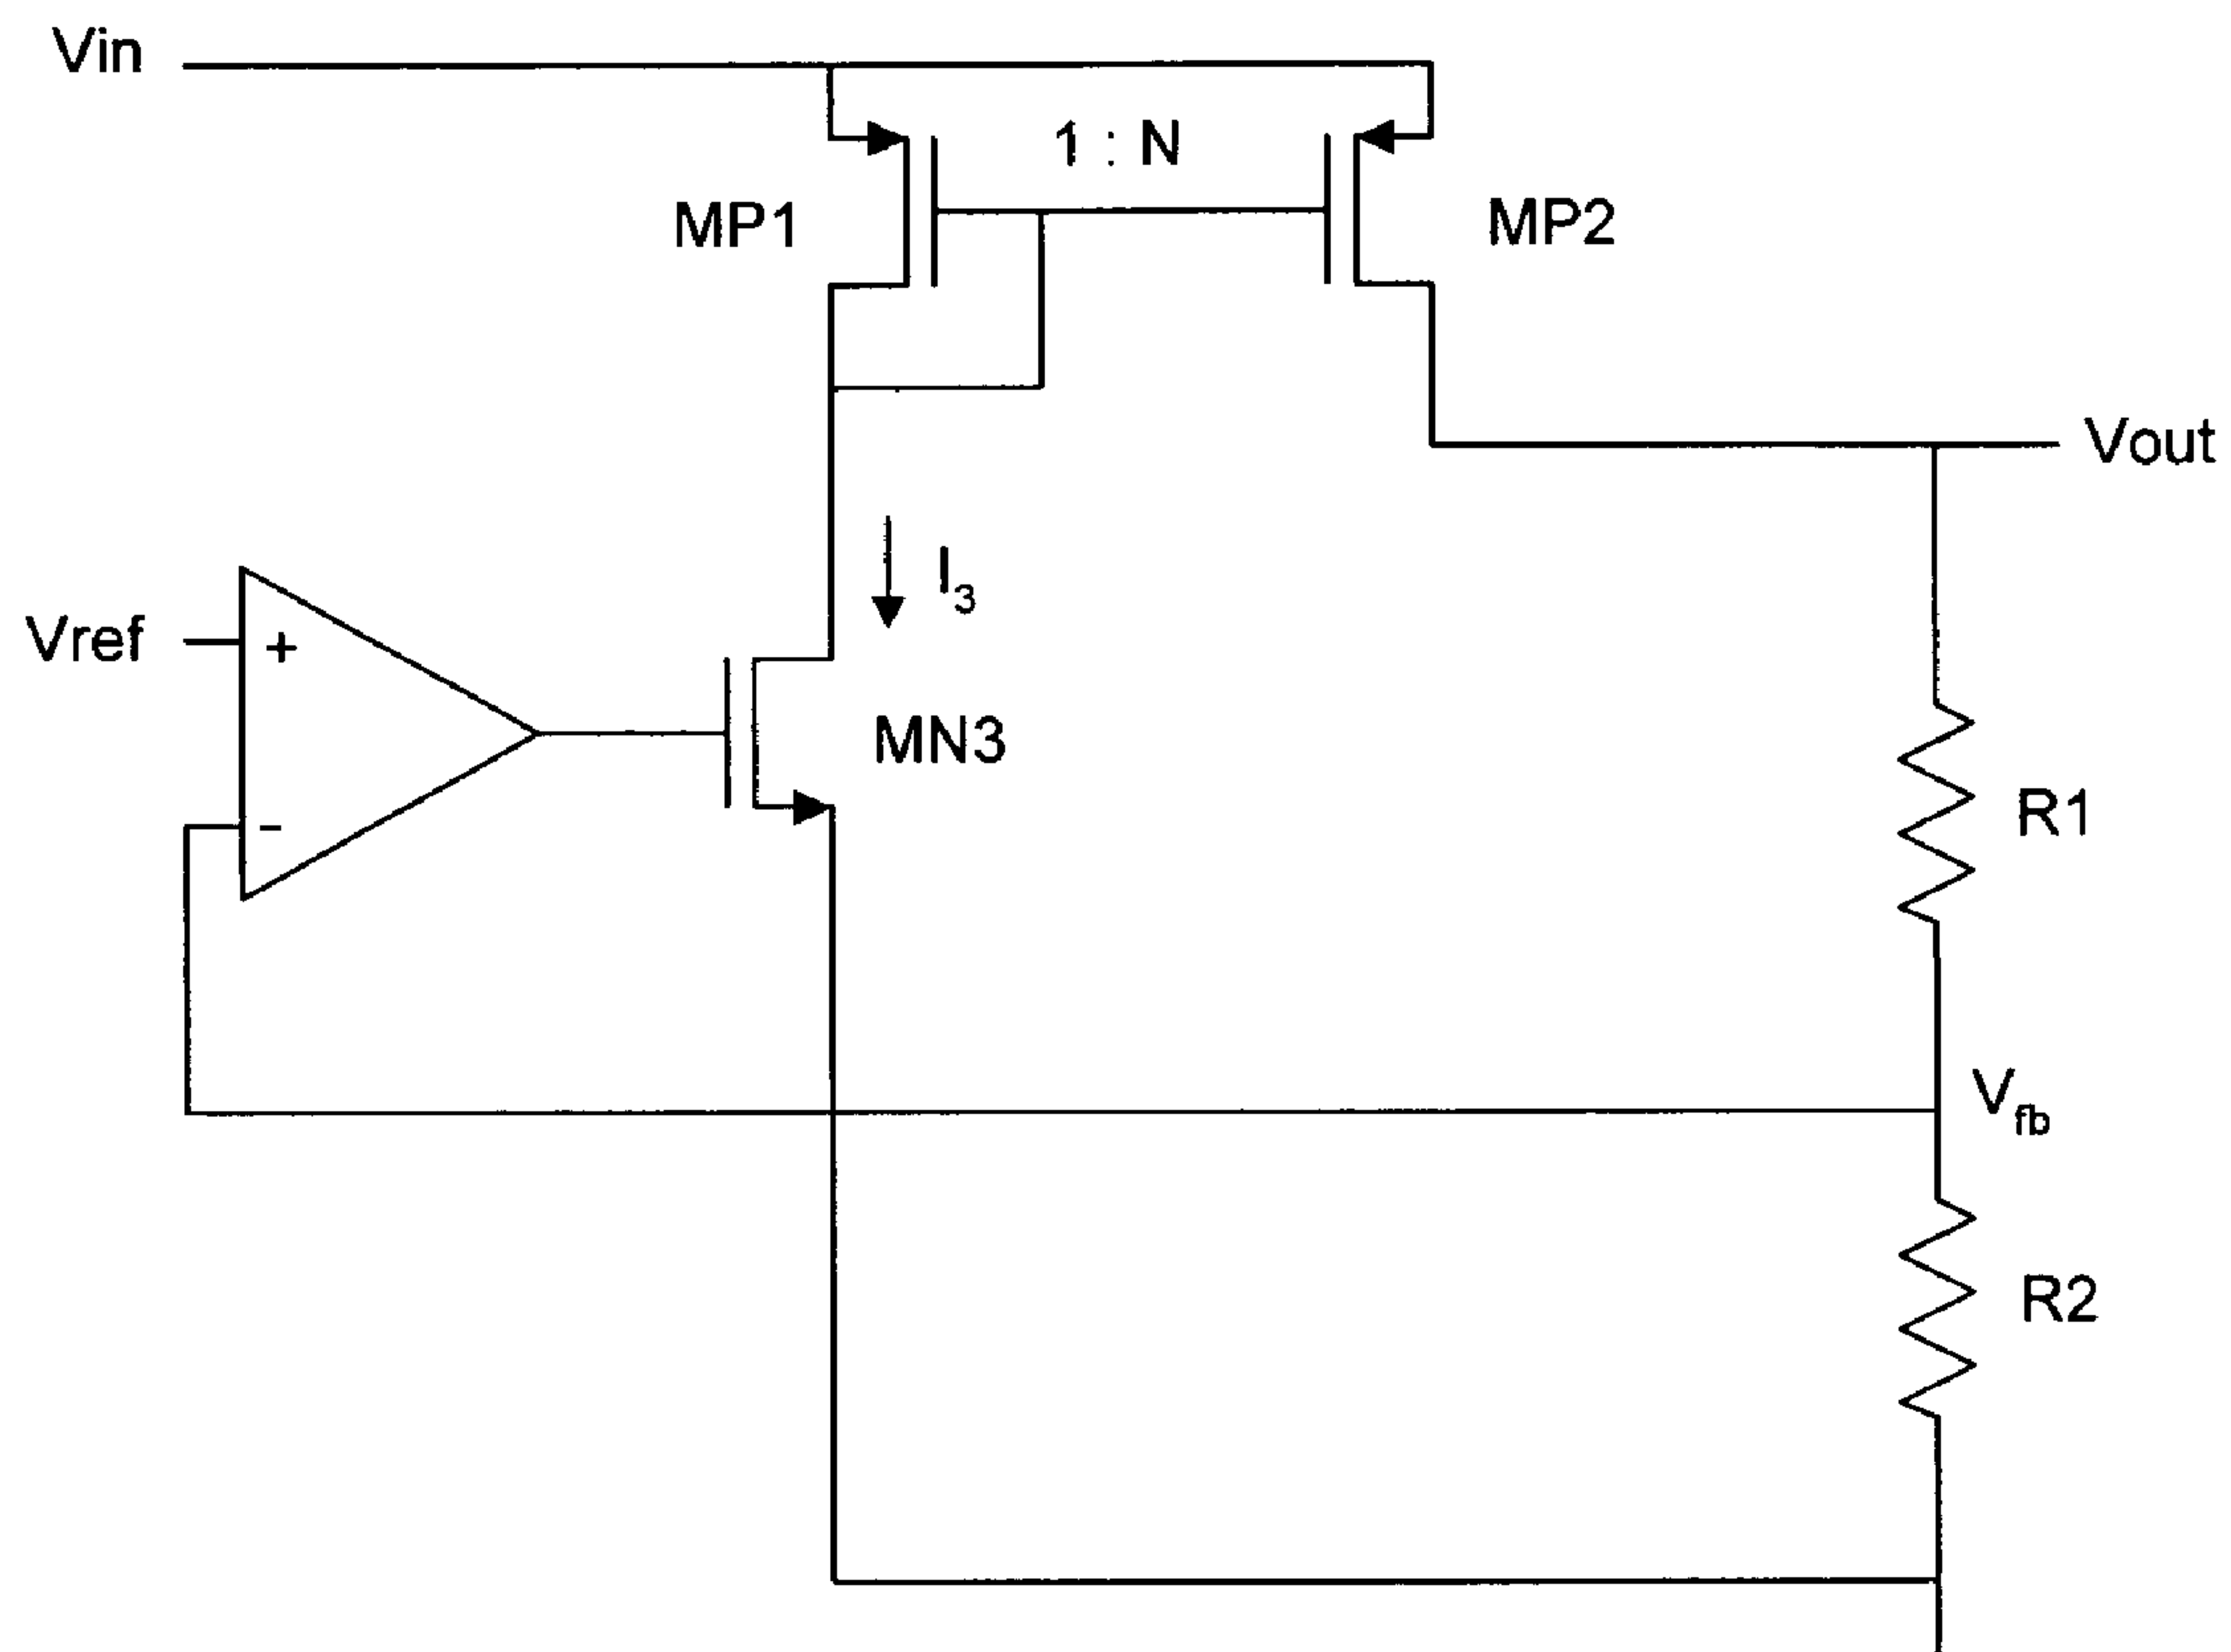 Vin
1 : N
MP1
MP2
Vout
I3
Vref
+
MN3
-
R1
Vfb
R2